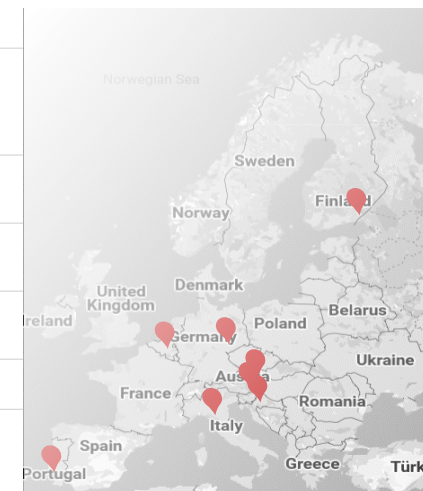 Norwegian Sea
Sweden
Finland
Norway
Denmark
United
Kingdom
Ireland
Belarus
Poland
Germany
Ukraine
Austria
France
Romania
Italy
Spain
Greece
Türk
Portugal